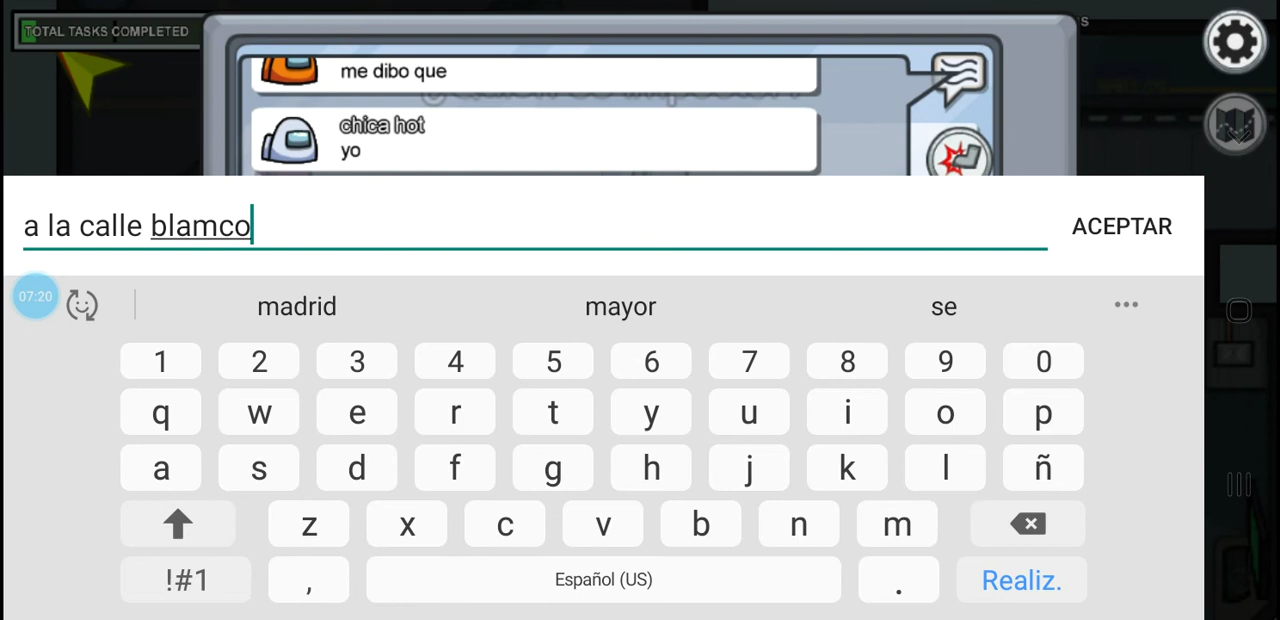 TOTAL TASKS COMPLETED
S
me dibo que
chica hot
yo
a la calle blamco
ACEPTAR
07:20
madrid mayor se
1 2 3 4 5 6 7 8 9 0
q w e r t y u i o p
a s d f g h j k l ñ
z x c v b n m
!#1 , Español (US) . Realiz.